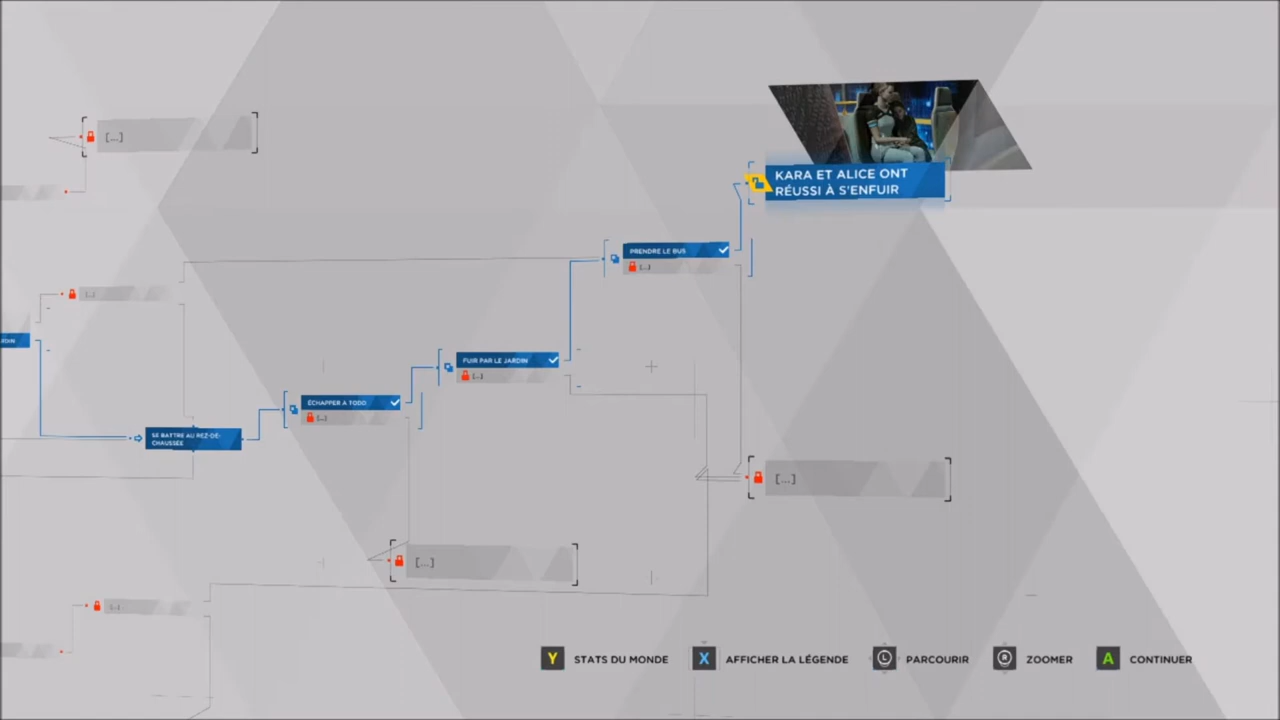 [...]
KARA ET ALICE ONT
RÉUSSI À S'ENFUIR
PRENDRE LE BUS
[...]
[...]
FUIR PAR LE JARDIN
[...]
ÉCHAPPER À TODD
[...]
SE BATTRE AU REZ-DE-
CHAUSSÉE
[...]
[...]
[...]
Y STATS DU MONDE
X AFFICHER LA LÉGENDE
L PARCOURIR
R ZOOMER
A CONTINUER